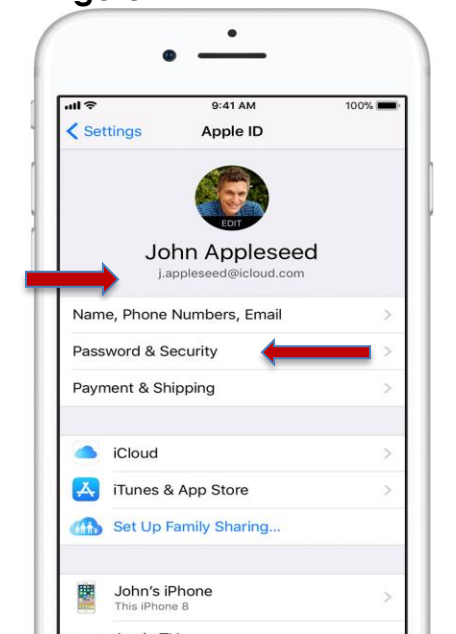 9:41 AM
100%
Settings
Apple ID
EDIT
John Appleseed
j.appleseed@icloud.com
Name, Phone Numbers, Email
Password & Security
Payment & Shipping
iCloud
iTunes & App Store
Set Up Family Sharing...
John's iPhone
This iPhone 8